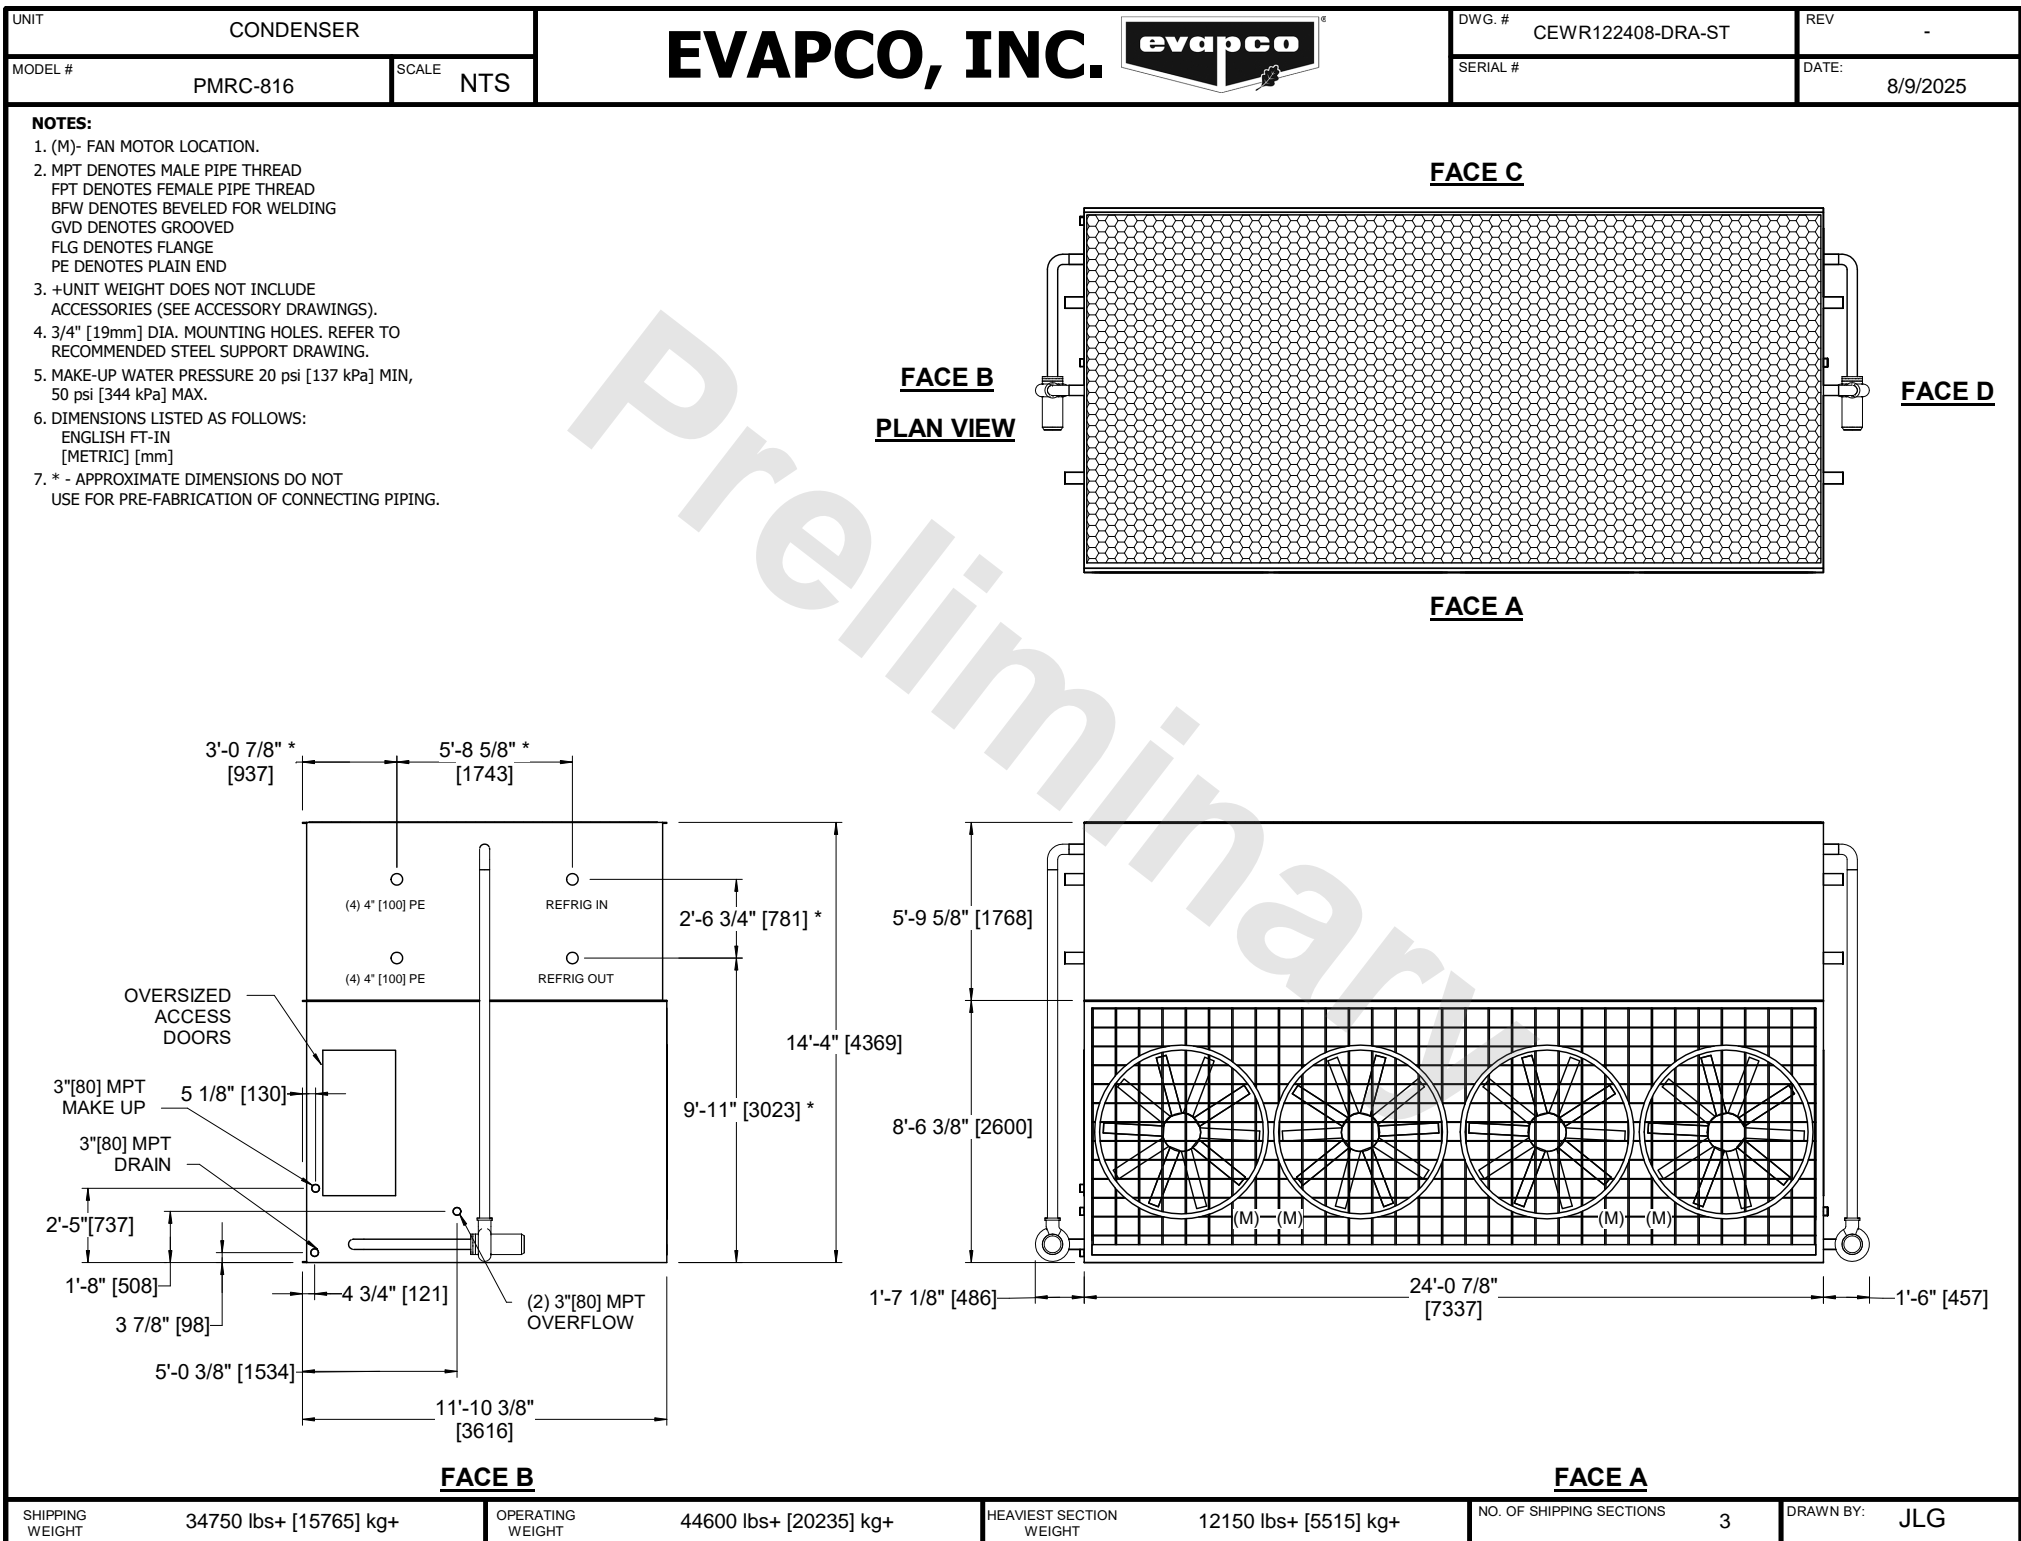 UNIT
CONDENSER
MODEL #
PMRC-816
SCALE
NTS
EVAPCO, INC.
evapco
®
DWG. #
CEWR122408-DRA-ST
REV
-
SERIAL #
DATE:
8/9/2025
NOTES:
1. (M)- FAN MOTOR LOCATION.
2. MPT DENOTES MALE PIPE THREAD
FPT DENOTES FEMALE PIPE THREAD
BFW DENOTES BEVELED FOR WELDING
GVD DENOTES GROOVED
FLG DENOTES FLANGE
PE DENOTES PLAIN END
3. +UNIT WEIGHT DOES NOT INCLUDE
ACCESSORIES (SEE ACCESSORY DRAWINGS).
4. 3/4" [19mm] DIA. MOUNTING HOLES. REFER TO
RECOMMENDED STEEL SUPPORT DRAWING.
5. MAKE-UP WATER PRESSURE 20 psi [137 kPa] MIN,
50 psi [344 kPa] MAX.
6. DIMENSIONS LISTED AS FOLLOWS:
ENGLISH FT-IN
[METRIC] [mm]
7. * - APPROXIMATE DIMENSIONS DO NOT
USE FOR PRE-FABRICATION OF CONNECTING PIPING.
FACE C
FACE B
PLAN VIEW
FACE D
FACE A
Preliminary
3'-0 7/8" *
[937]
5'-8 5/8" *
[1743]
(4) 4" [100] PE
REFRIG IN
(4) 4" [100] PE
REFRIG OUT
2'-6 3/4" [781] *
14'-4" [4369]
9'-11" [3023] *
OVERSIZED
ACCESS
DOORS
3"[80] MPT
MAKE UP
5 1/8" [130]
3"[80] MPT
DRAIN
2'-5"[737]
1'-8" [508]
3 7/8" [98]
4 3/4" [121]
(2) 3"[80] MPT
OVERFLOW
5'-0 3/8" [1534]
11'-10 3/8"
[3616]
FACE B
5'-9 5/8" [1768]
8'-6 3/8" [2600]
(M) (M) (M) (M)
1'-7 1/8" [486]
24'-0 7/8"
[7337]
1'-6" [457]
FACE A
SHIPPING
WEIGHT
34750 lbs+ [15765] kg+
OPERATING
WEIGHT
44600 lbs+ [20235] kg+
HEAVIEST SECTION
WEIGHT
12150 lbs+ [5515] kg+
NO. OF SHIPPING SECTIONS
3
DRAWN BY:
JLG